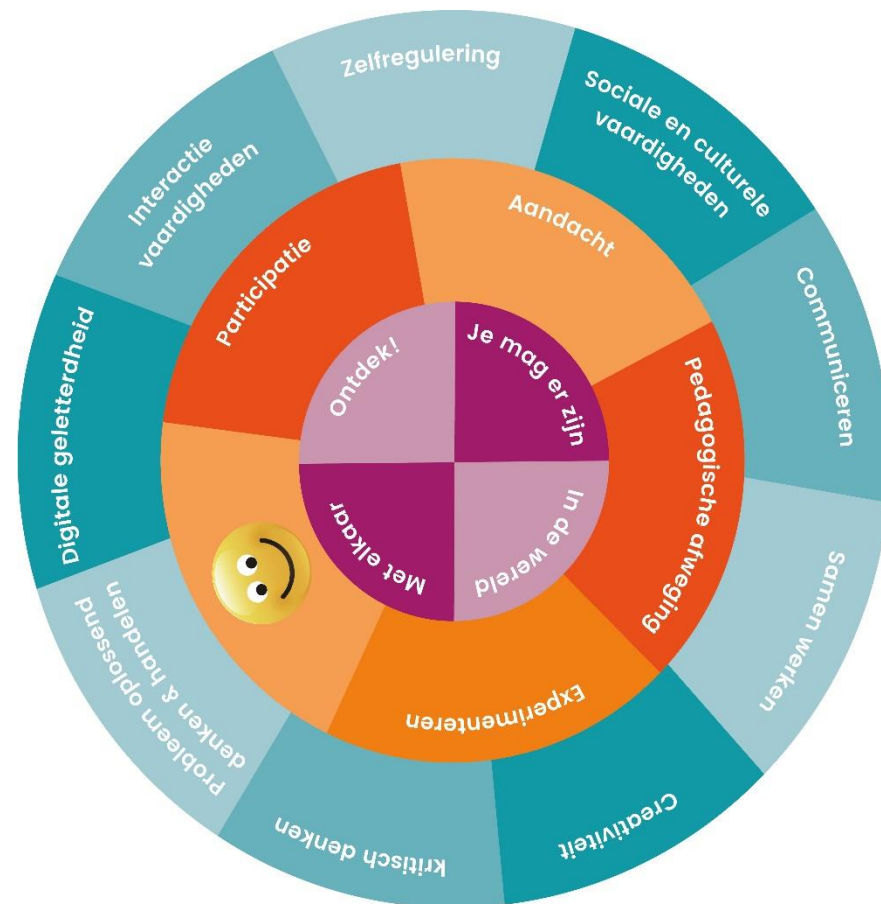 Zelfregulering
Sociale en culturele
vaardigheden
Communiceren
Samen werken
Creativiteit
kritisch denken
Probleem oplossend
denken & handelen
Digitale geletterdheid
Interactie
vaardigheden
Aandacht
Pedagogische afweging
Experimenteren
Participatie
Ontdek!
Je mag er zijn
In de wereld
Met elkaar